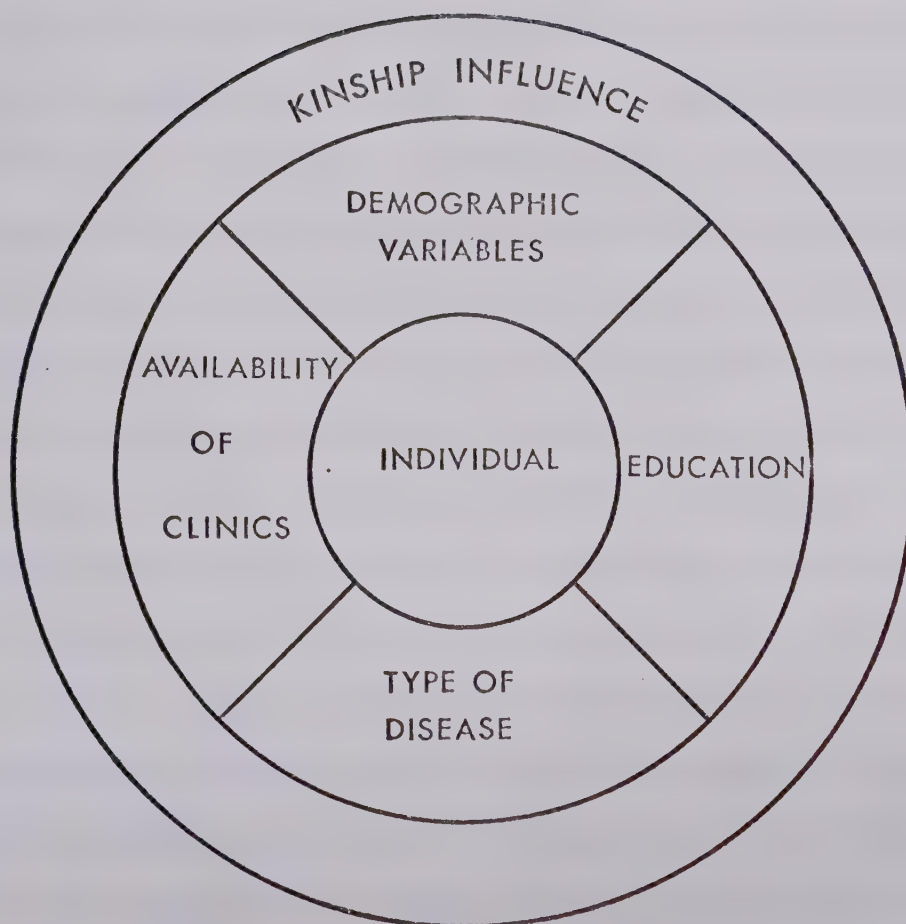 KINSHIP INFLUENCE
DEMOGRAPHIC
VARIABLES
AVAILABILITY
OF
CLINICS
INDIVIDUAL
EDUCATION
TYPE OF
DISEASE